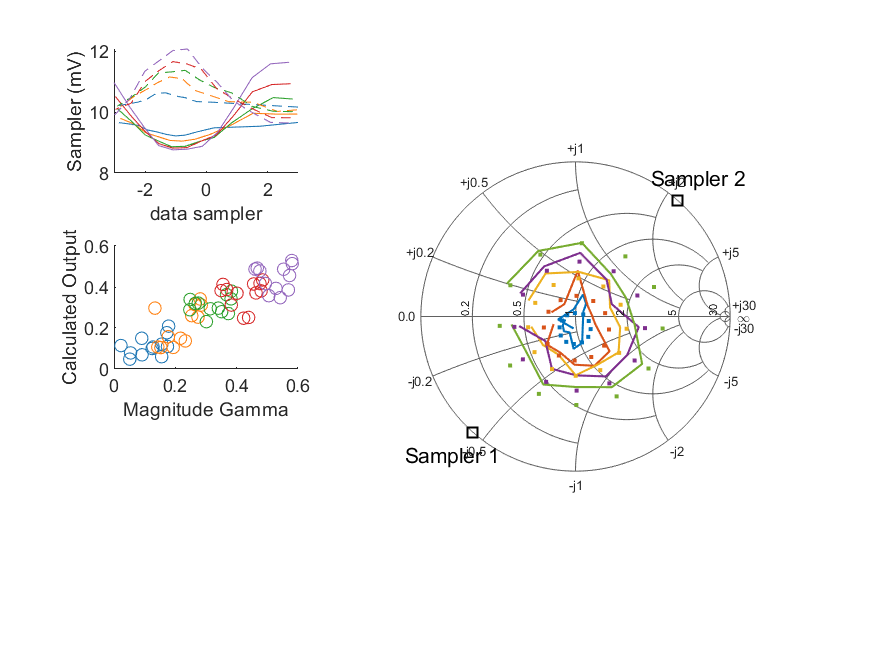 12
10
8
Sampler (mV)
-2
0
2
data sampler
0.6
0.4
0.2
0
Calculated Output
0
0.2
0.4
0.6
Magnitude Gamma
+j1
+j0.5
Sampler 2
+j0.2
+j5
0.0
0.2
0.5
1
2
5
30
+j30
∞
-j30
-j0.2
-j5
-j0.5
Sampler 1
-j2
-j1